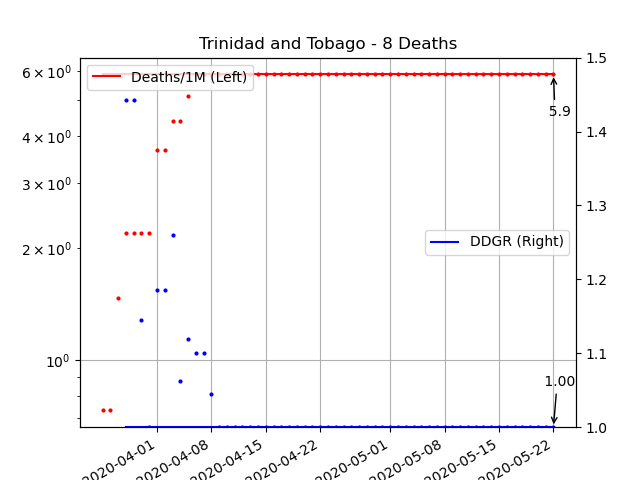 Trinidad and Tobago - 8 Deaths
Deaths/1M (Left)
DDGR (Right)
5.9
1.00
6 × 10⁰
4 × 10⁰
3 × 10⁰
2 × 10⁰
10⁰
1.5
1.4
1.3
1.2
1.1
1.0
2020-04-01
2020-04-08
2020-04-15
2020-04-22
2020-05-01
2020-05-08
2020-05-15
2020-05-22